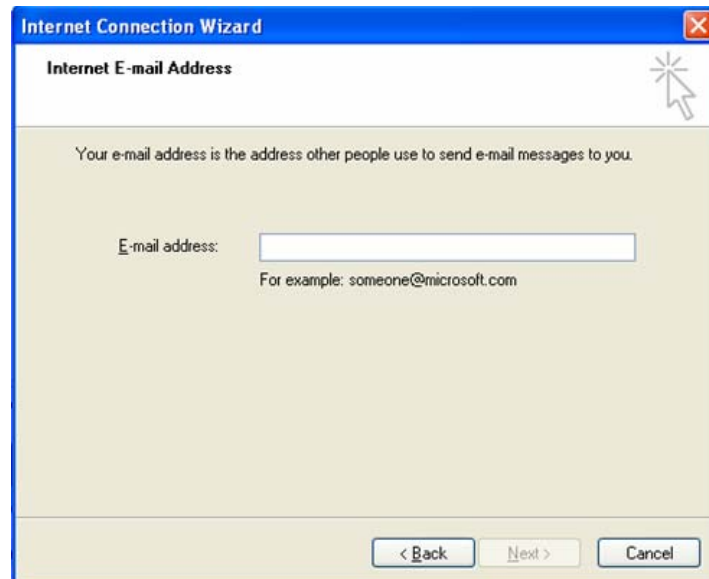 Internet Connection Wizard
Internet E-mail Address
Your e-mail address is the address other people use to send e-mail messages to you.
E-mail address:
For example: someone@microsoft.com
< Back Next > Cancel